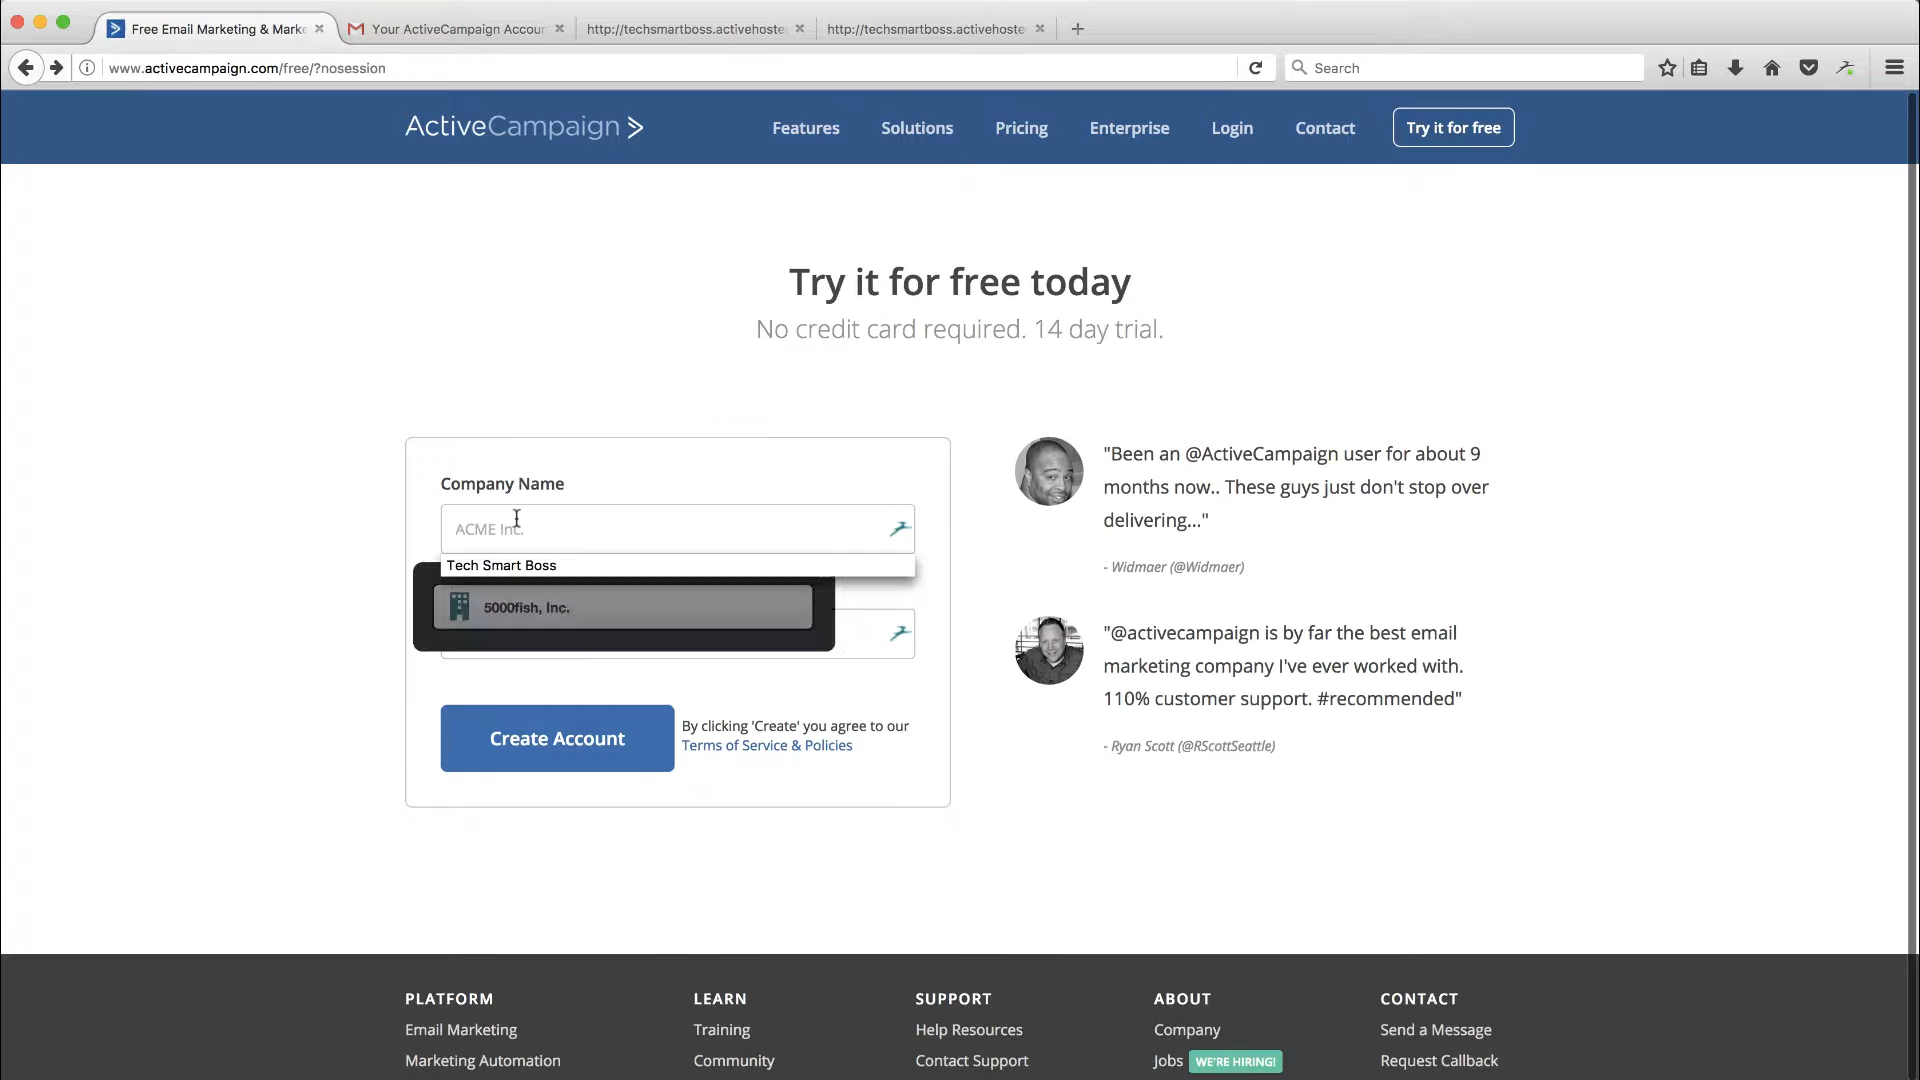 Free Email Marketing & Marke
Your ActiveCampaign Accoun
http://techsmartboss.activehoste
http://techsmartboss.activehoste
www.activecampaign.com/free/?nosession
Search
ActiveCampaign
Features
Solutions
Pricing
Enterprise
Login
Contact
Try it for free
Try it for free today
No credit card required. 14 day trial.
Company Name
ACME Inc.
Tech Smart Boss
5000fish, Inc.
Create Account
By clicking 'Create' you agree to our
Terms of Service & Policies
"Been an @ActiveCampaign user for about 9
months now.. These guys just don't stop over
delivering..."
- Widmaer (@Widmaer)
"@activecampaign is by far the best email
marketing company I've ever worked with.
110% customer support. #recommended"
- Ryan Scott (@RScottSeattle)
PLATFORM
Email Marketing
Marketing Automation
LEARN
Training
Community
SUPPORT
Help Resources
Contact Support
ABOUT
Company
Jobs WE'RE HIRING!
CONTACT
Send a Message
Request Callback